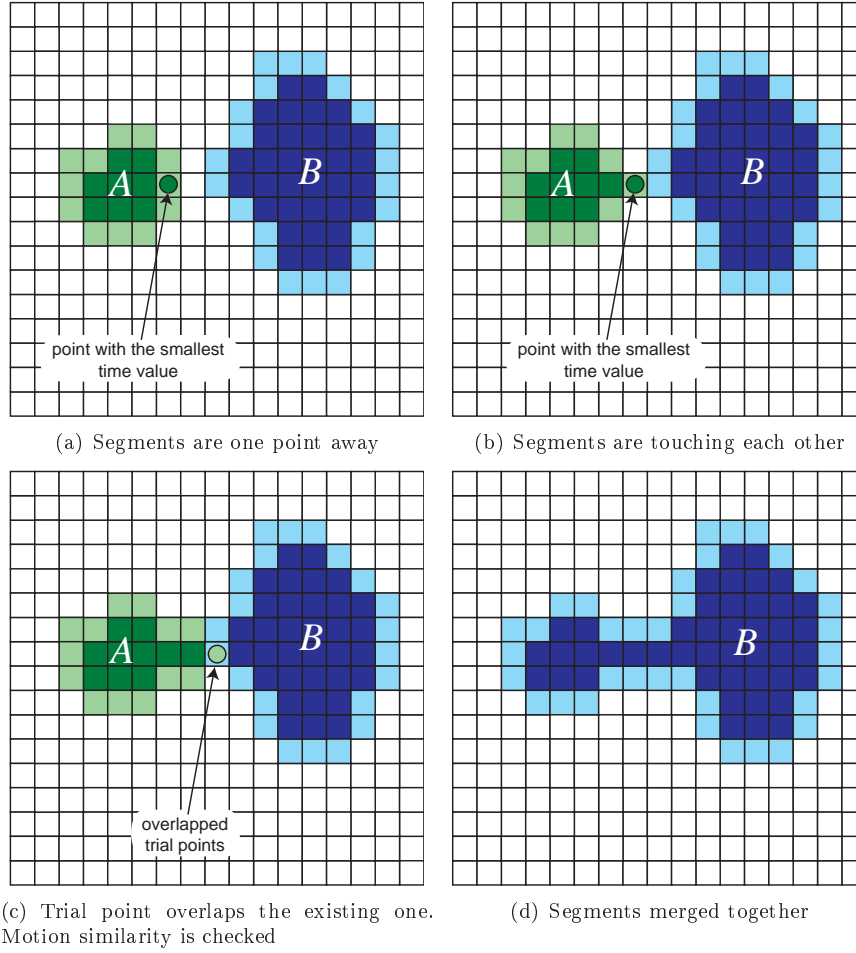 A
B
point with the smallest
time value
(a) Segments are one point away
A
B
point with the smallest
time value
(b) Segments are touching each other
A
B
overlapped
trial points
(c) Trial point overlaps the existing one.
Motion similarity is checked
B
(d) Segments merged together